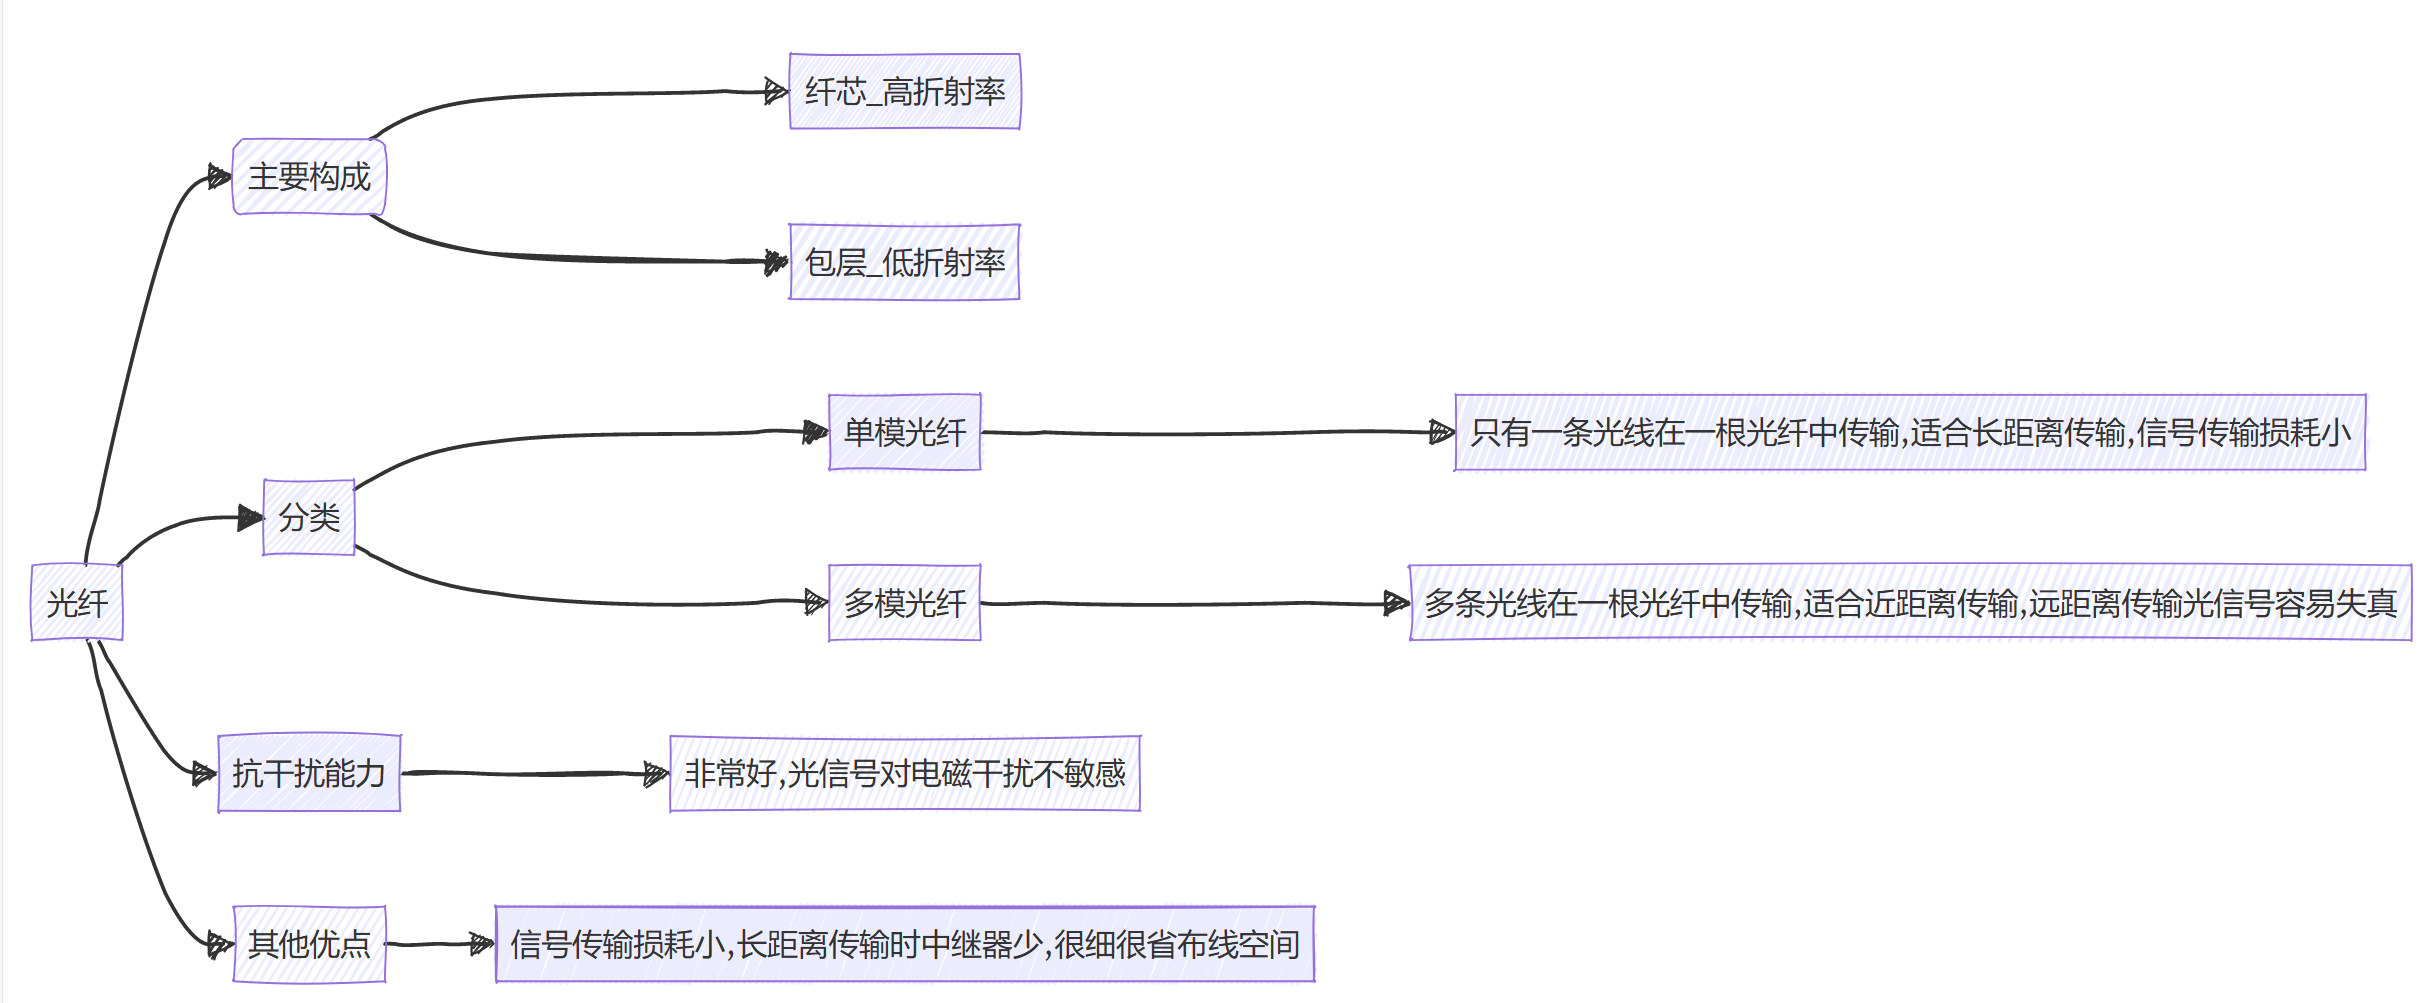 纤芯_高折射率
主要构成
包层_低折射率
单模光纤
只有一条光线在一根光纤中传输,适合长距离传输,信号传输损耗小
分类
光纤
多模光纤
多条光线在一根光纤中传输,适合近距离传输,远距离传输光信号容易失真
抗干扰能力
非常好,光信号对电磁干扰不敏感
其他优点
信号传输损耗小,长距离传输时中继器少,很细很省布线空间